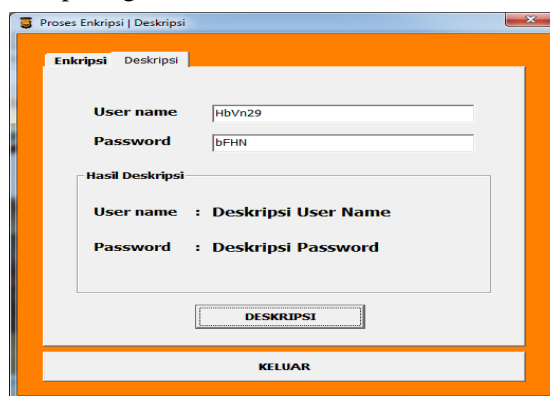 Proses Enkripsi | Deskripsi
Enkripsi Deskripsi
User name HbVn29
Password bFHN
Hasil Deskripsi
User name : Deskripsi User Name
Password : Deskripsi Password
DESKRIPSI
KELUAR